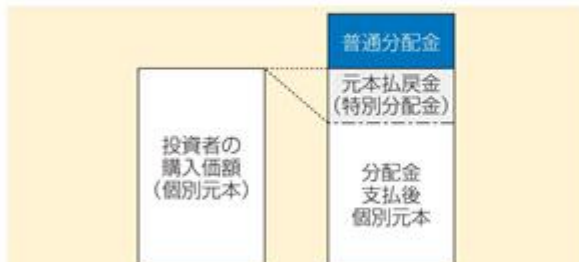 普通分配金
元本払戻金
(特別分配金)
投資者の
購入価額
(個別元本)
分配金
支払後
個別元本